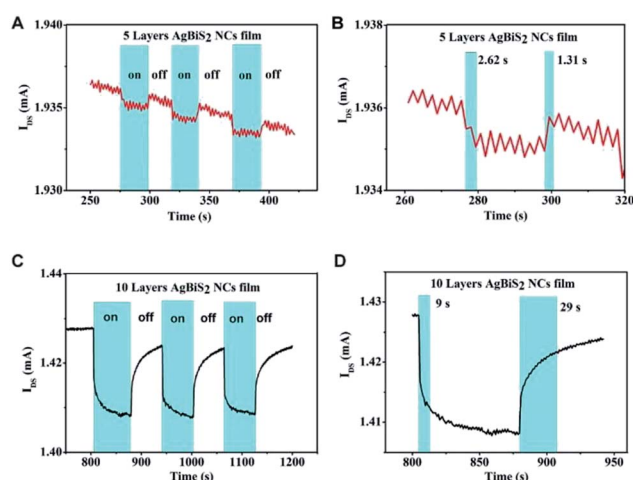 A
5 Layers AgBiS2 NCs film
on off on off on off
1.940
1.935
1.930
IDS (mA)
250 300 350 400
Time (s)
B
5 Layers AgBiS2 NCs film
2.62 s
1.31 s
1.938
1.936
1.934
IDS (mA)
260 280 300 320
Time (s)
C
10 Layers AgBiS2 NCs film
on off on off on off
1.44
1.42
1.40
IDS (mA)
800 900 1000 1100 1200
Time (s)
D
10 Layers AgBiS2 NCs film
9 s
29 s
1.43
1.42
1.41
IDS (mA)
800 850 900 950
Time (s)